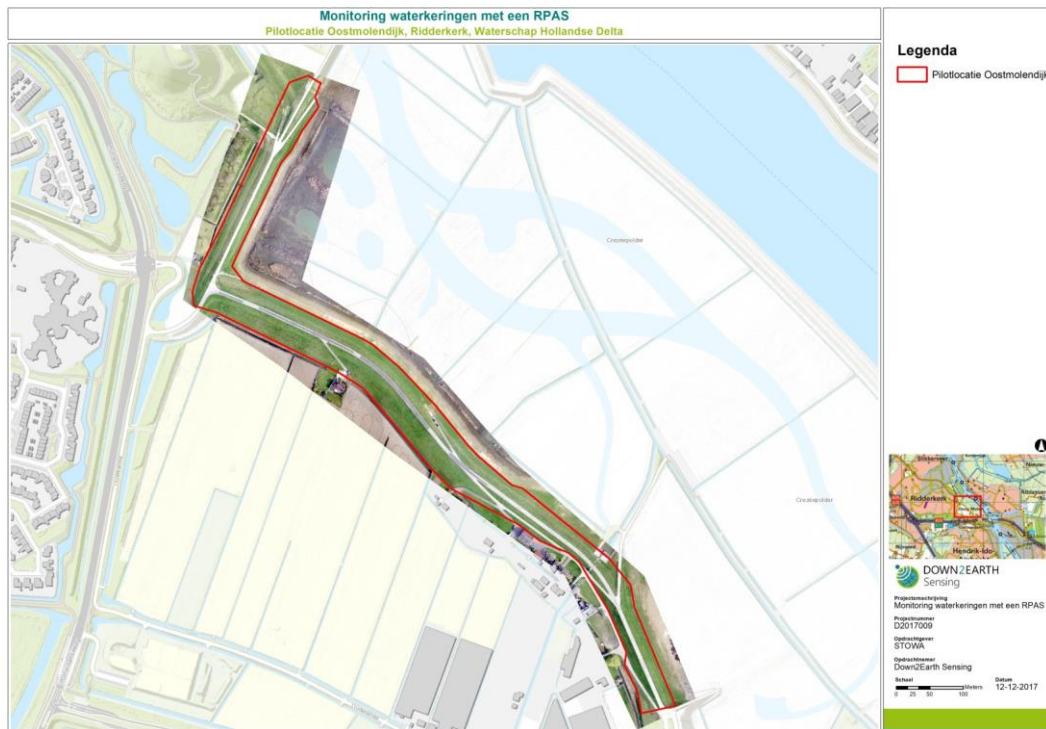 Monitoring waterkeringen met een RPAS
Pilotlocatie Oostmolendijk, Ridderkerk, Waterschap Hollandse Delta
Legenda
Pilotlocatie Oostmolendijk
Crezéepolder
Crezéepolder
Ridderkerk
Hendrik-Ido-
DOWN2EARTH
Sensing
Projectomschrijving
Monitoring waterkeringen met een RPAS
Projectnummer
D2017009
Opdrachtgever
STOWA
Opdrachtnemer
Down2Earth Sensing
Schaal
Datum
0 25 50 100 Meters
12-12-2017